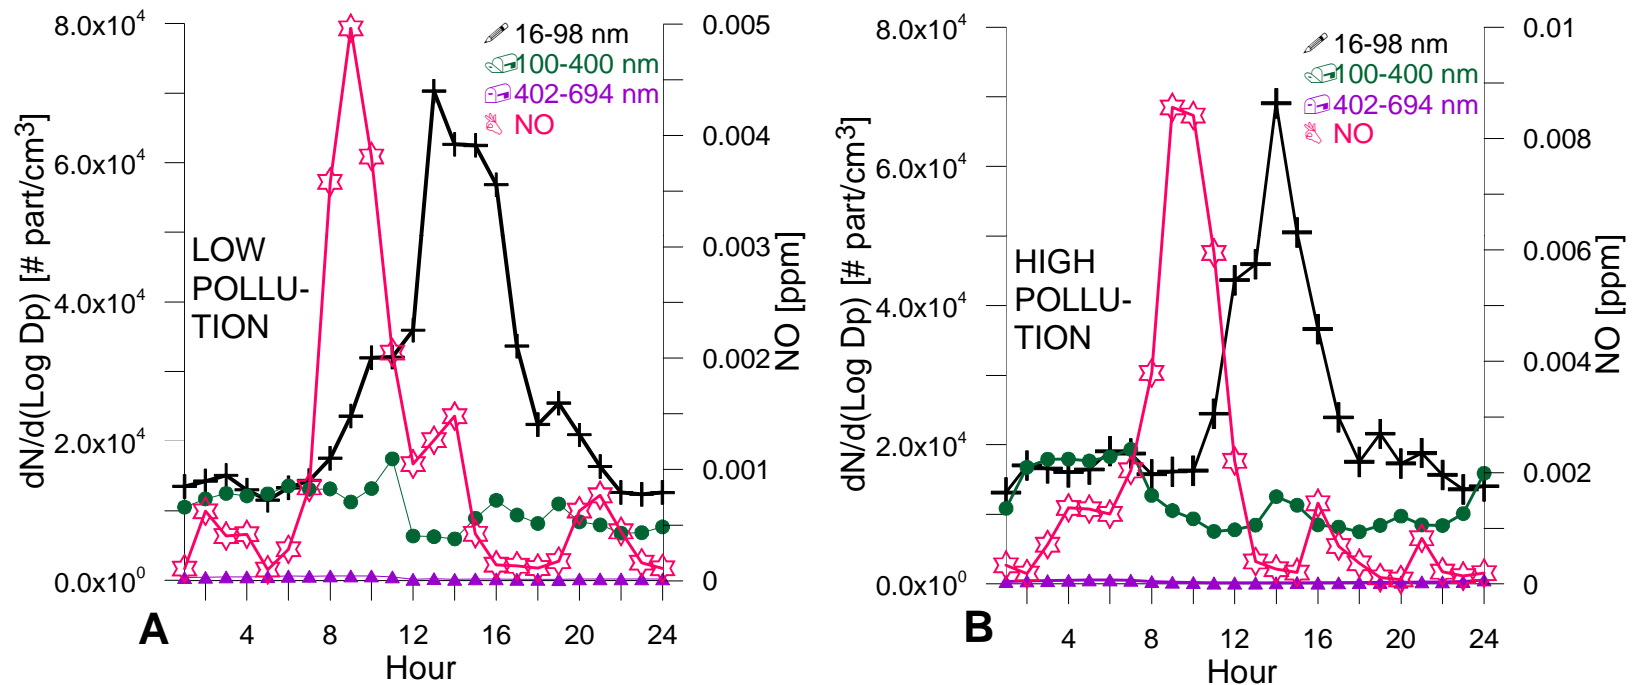 8.0x10⁴
6.0x10⁴
4.0x10⁴
2.0x10⁴
0.0x10⁰
dN/d(Log Dp) [# part/cm³]
LOW
POLLU-
TION
16-98 nm
100-400 nm
402-694 nm
NO
0.005
0.004
0.003
0.002
0.001
0
NO [ppm]
4 8 12 16 20 24
Hour
A
8.0x10⁴
6.0x10⁴
4.0x10⁴
2.0x10⁴
0.0x10⁰
dN/d(Log Dp) [# part/cm³]
HIGH
POLLU-
TION
16-98 nm
100-400 nm
402-694 nm
NO
0.01
0.008
0.006
0.004
0.002
0
NO [ppm]
4 8 12 16 20 24
Hour
B